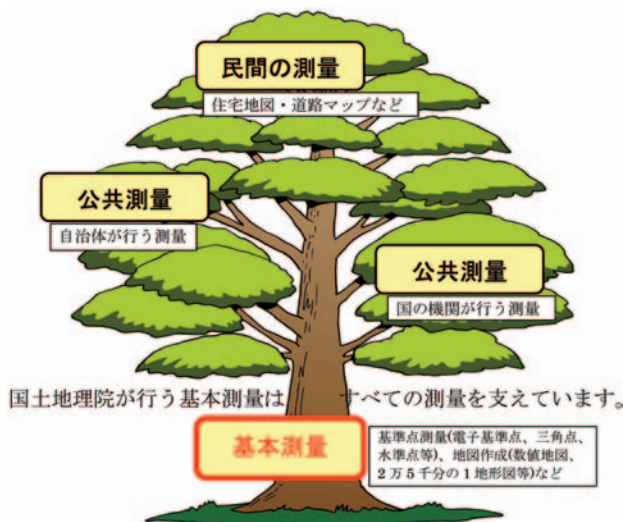 民間の測量
住宅地図・道路マップなど
公共測量
自治体が行う測量
公共測量
国の機関が行う測量
国土地理院が行う基本測量は すべての測量を支えています。
基本測量
基準点測量(電子基準点、三角点、
水準点等)、地図作成(数値地図、
2万5千分の1地形図等)など